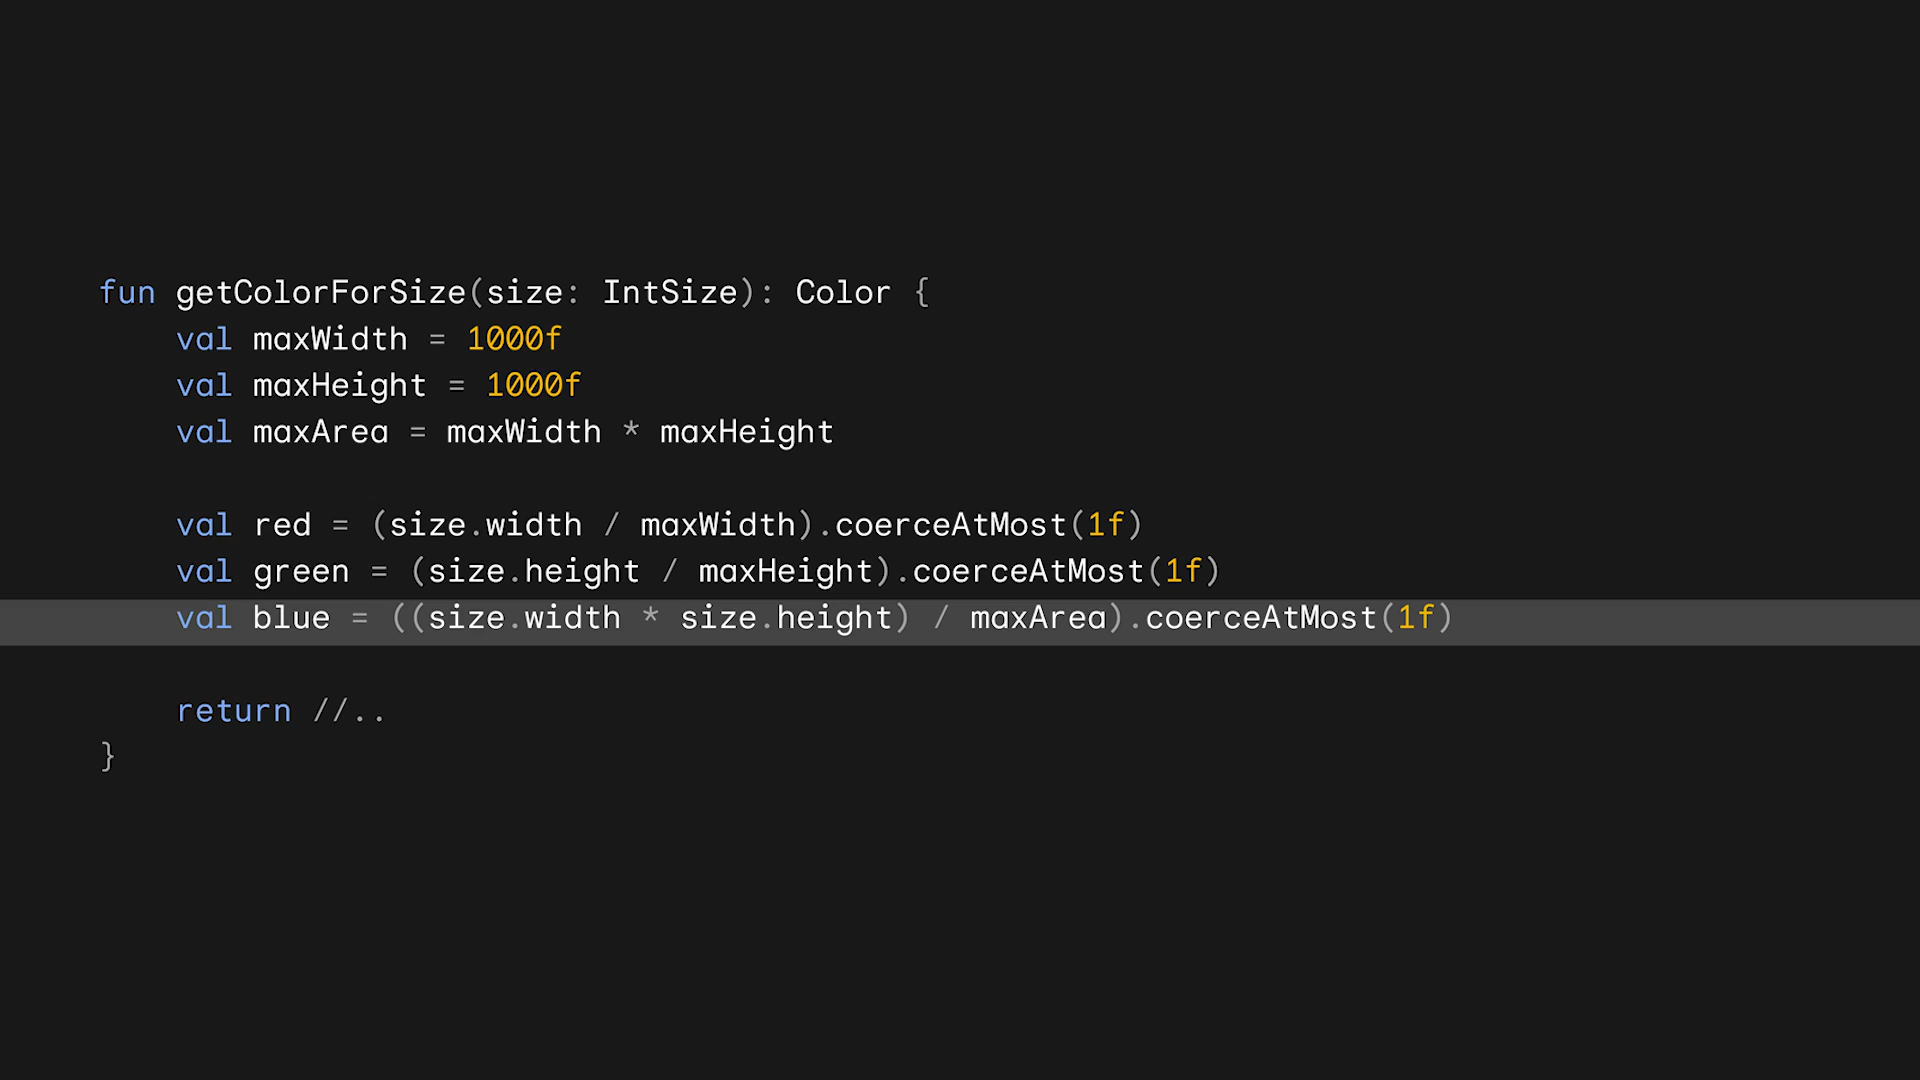 fun getColorForSize(size: IntSize): Color {
    val maxWidth = 1000f
    val maxHeight = 1000f
    val maxArea = maxWidth * maxHeight

    val red = (size.width / maxWidth).coerceAtMost(1f)
    val green = (size.height / maxHeight).coerceAtMost(1f)
    val blue = ((size.width * size.height) / maxArea).coerceAtMost(1f)

    return //..
}